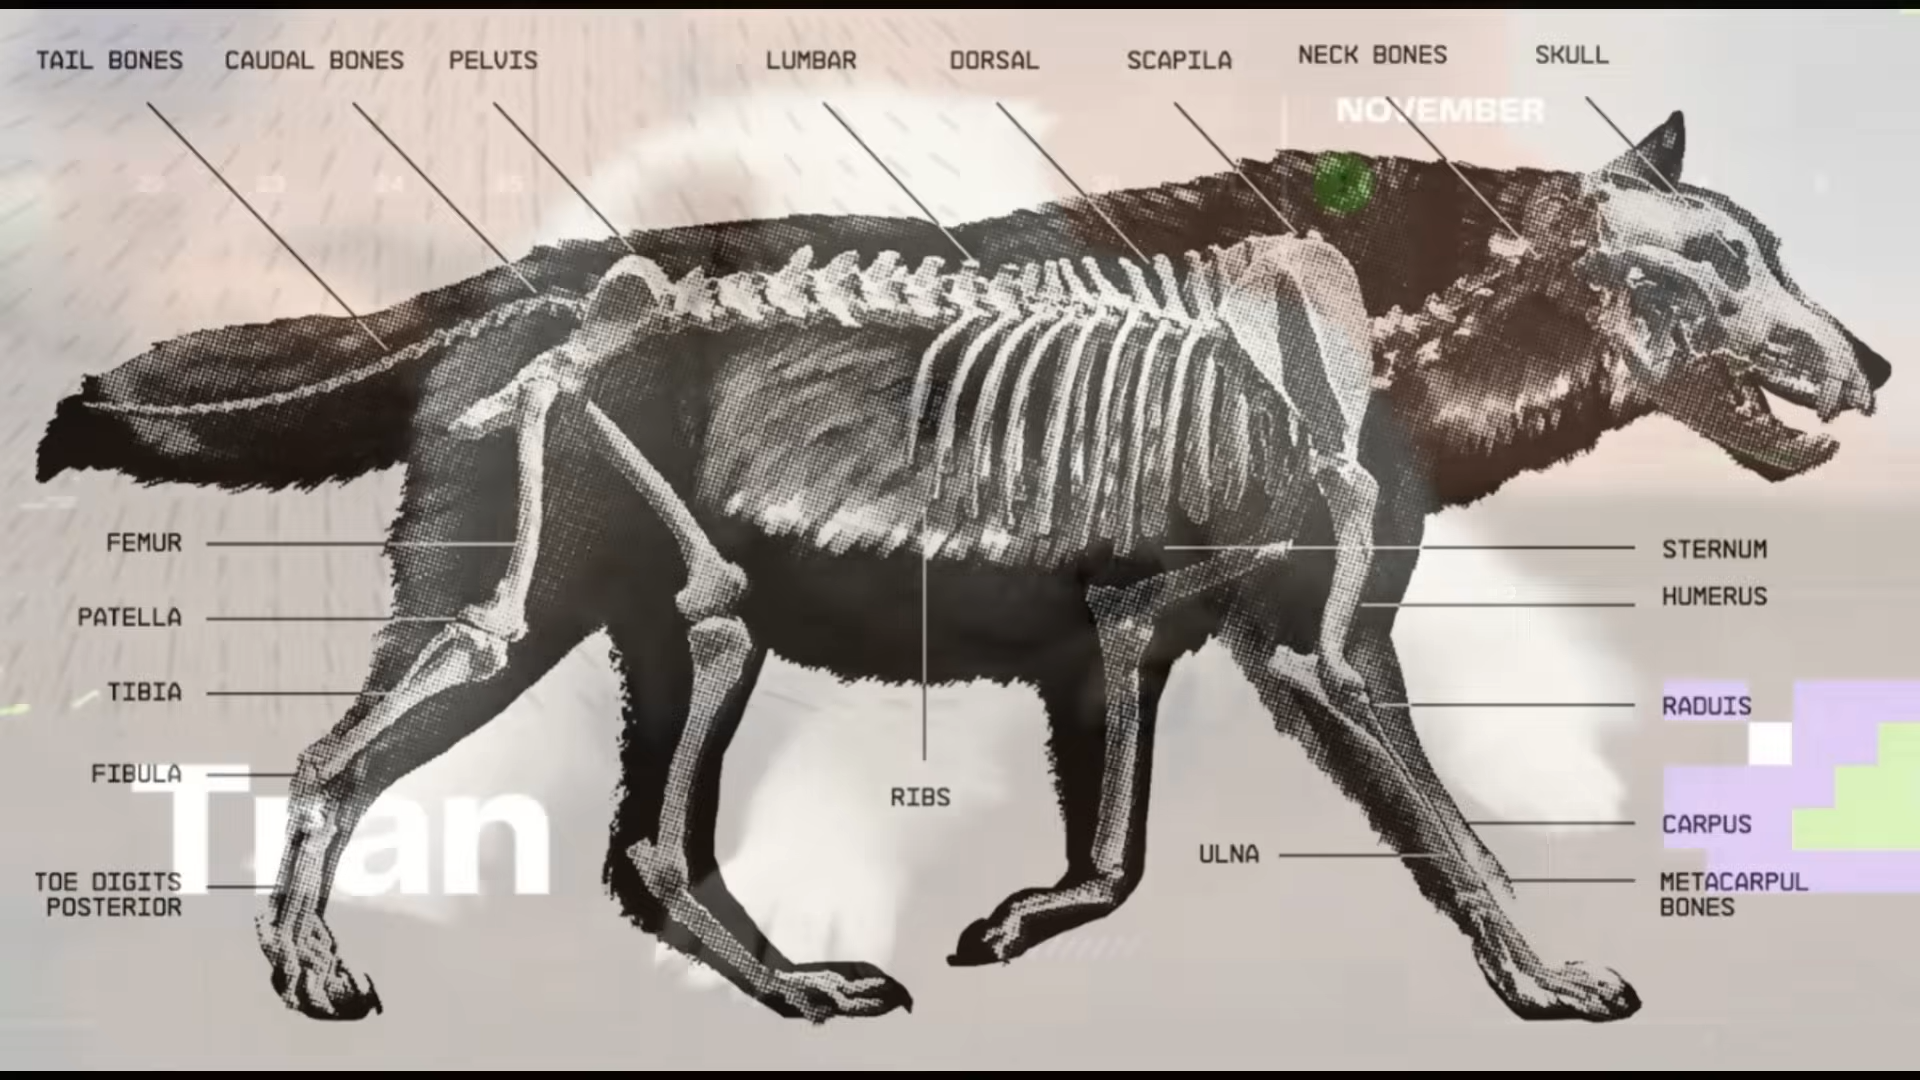 TAIL BONES
CAUDAL BONES
PELVIS
LUMBAR
DORSAL
SCAPILA
NECK BONES
SKULL
NOVEMBER
24
FEMUR
PATELLA
TIBIA
FIBULA
Tran
TOE DIGITS
POSTERIOR
RIBS
STERNUM
HUMERUS
RADUIS
CARPUS
ULNA
METACARPUL
BONES